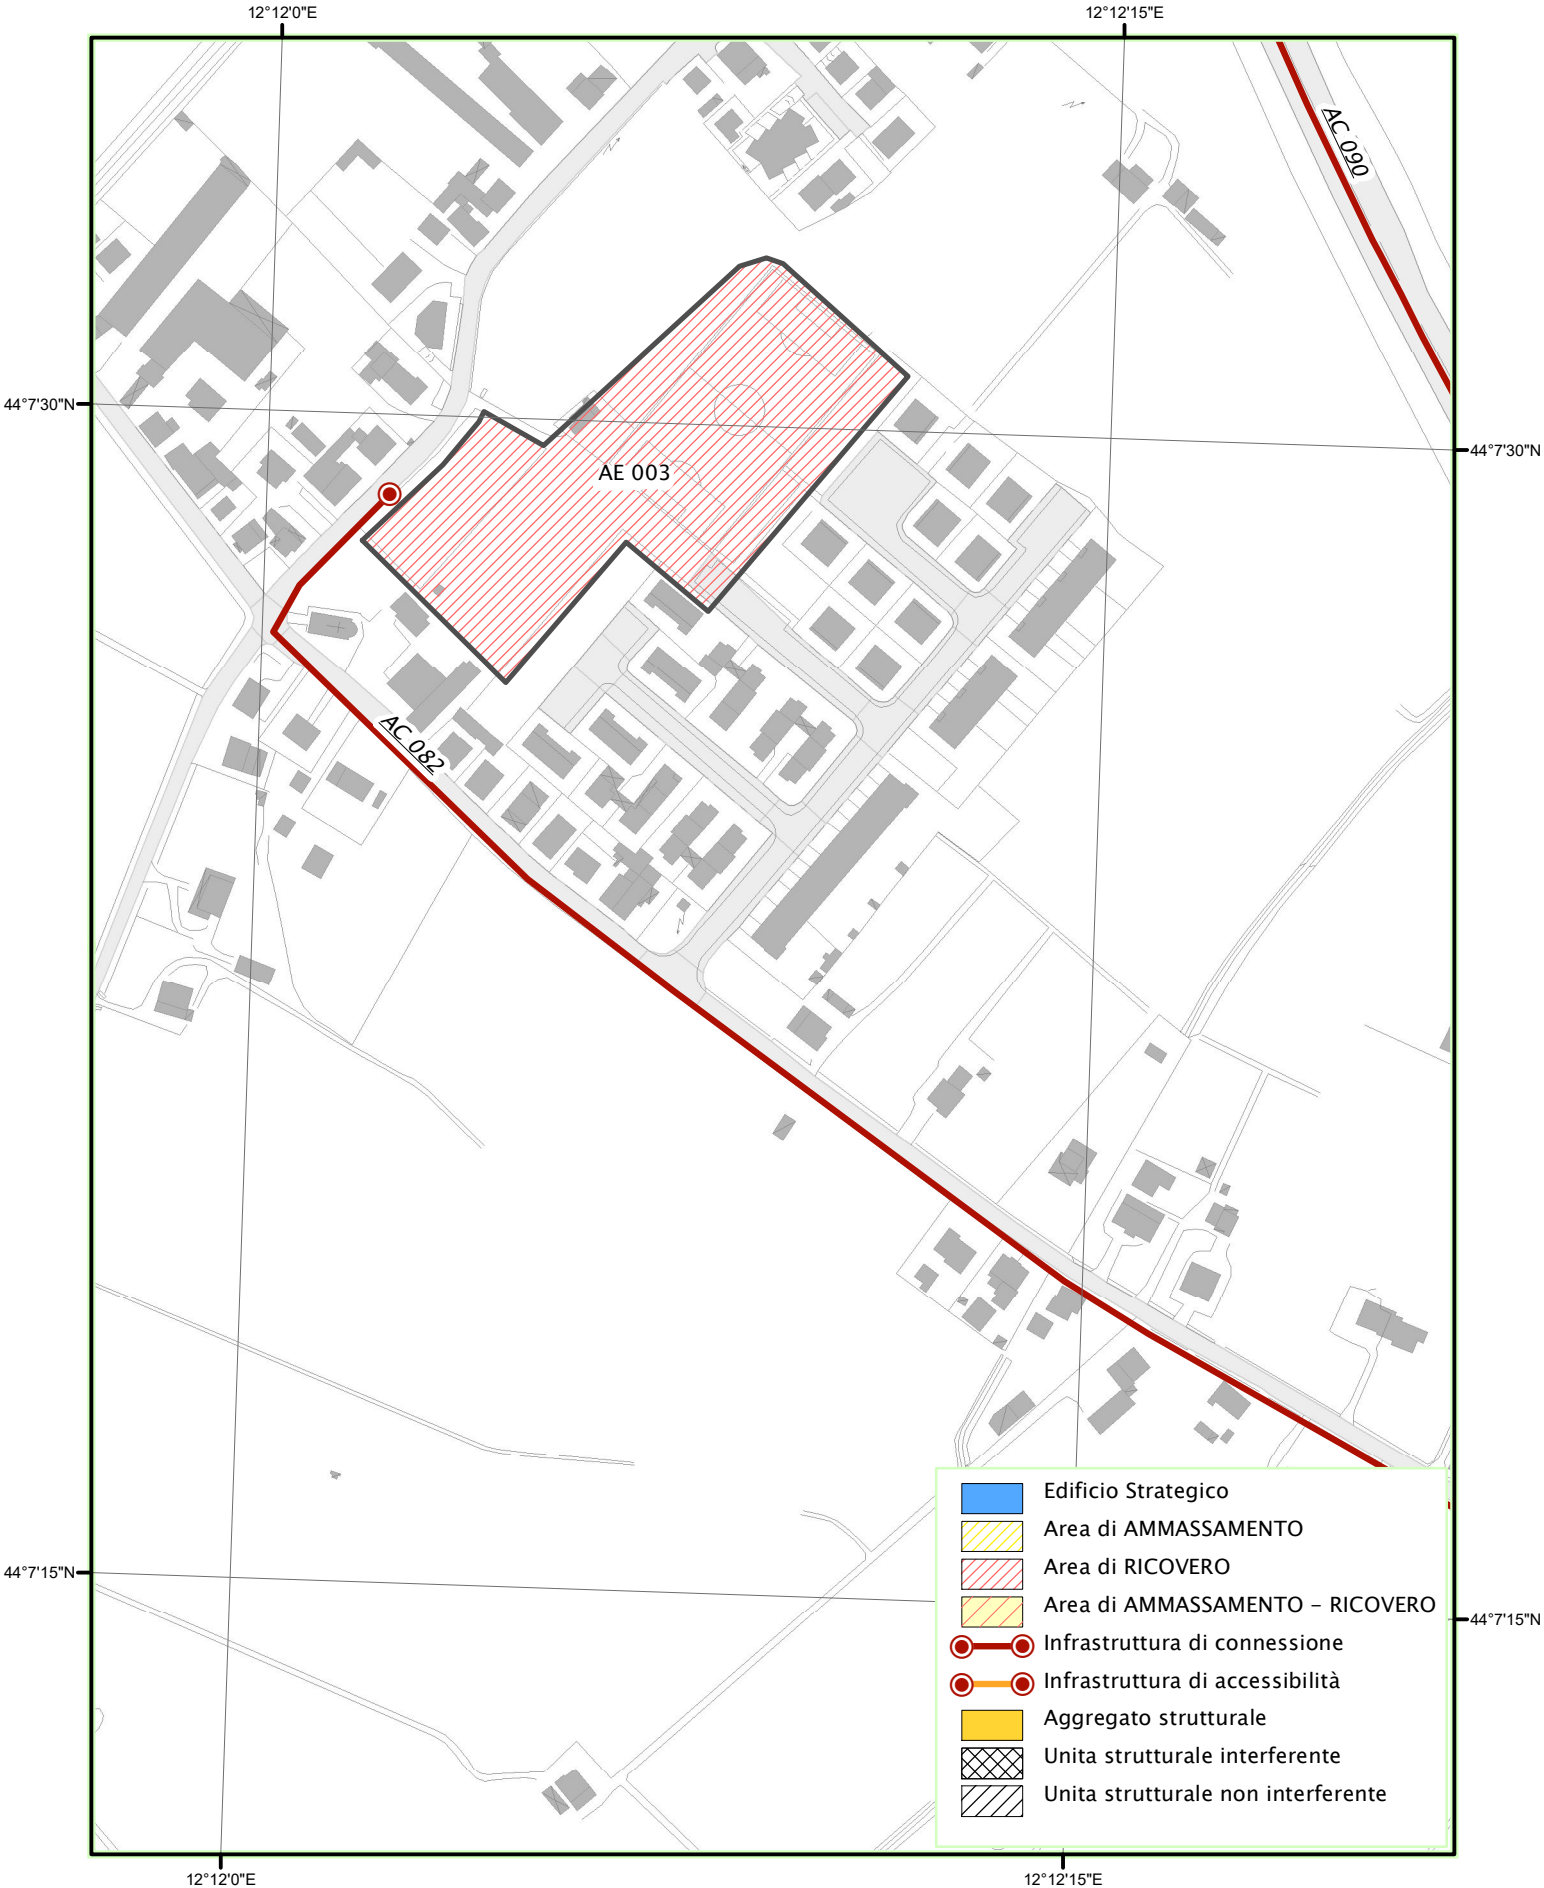 12°12'0"E
12°12'15"E
AC 090
44°7'30"N
44°7'30"N
AE 003
AC 082
Edificio Strategico
Area di AMMASSAMENTO
Area di RICOVERO
Area di AMMASSAMENTO - RICOVERO
Infrastruttura di connessione
Infrastruttura di accessibilità
Aggregato strutturale
Unita strutturale interferente
Unita strutturale non interferente
44°7'15"N
44°7'15"N
12°12'0"E
12°12'15"E